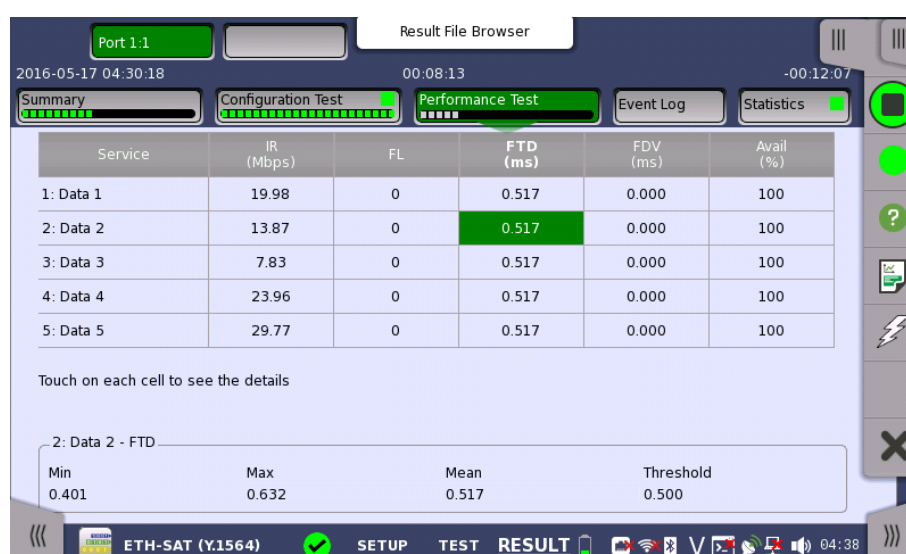 Result File Browser
Port 1:1
2016-05-17 04:30:18 00:08:13 -00:12:07
Summary Configuration Test Performance Test Event Log Statistics
Service IR (Mbps) FL FTD (ms) FDV (ms) Avail (%)
1: Data 1 19.98 0 0.517 0.000 100
2: Data 2 13.87 0 0.517 0.000 100
3: Data 3 7.83 0 0.517 0.000 100
4: Data 4 23.96 0 0.517 0.000 100
5: Data 5 29.77 0 0.517 0.000 100
Touch on each cell to see the details
2: Data 2 - FTD
Min Max Mean Threshold
0.401 0.632 0.517 0.500
ETH-SAT (Y.1564) SETUP TEST RESULT V 04:38